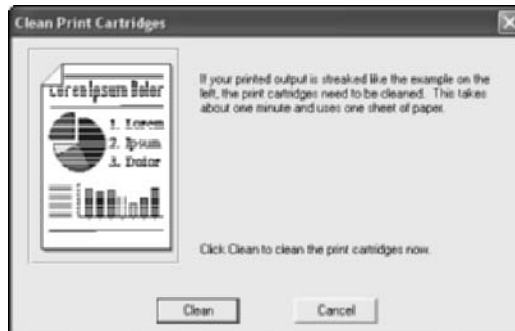 Clean Print Cartridges
Lorem Ipsum Dolor
1. Lorem
2. Ipsum
3. Dolor
If your printed output is streaked like the example on the
left, the print cartridges need to be cleaned. This takes
about one minute and uses one sheet of paper.
Click Clean to clean the print cartridges now.
Clean
Cancel